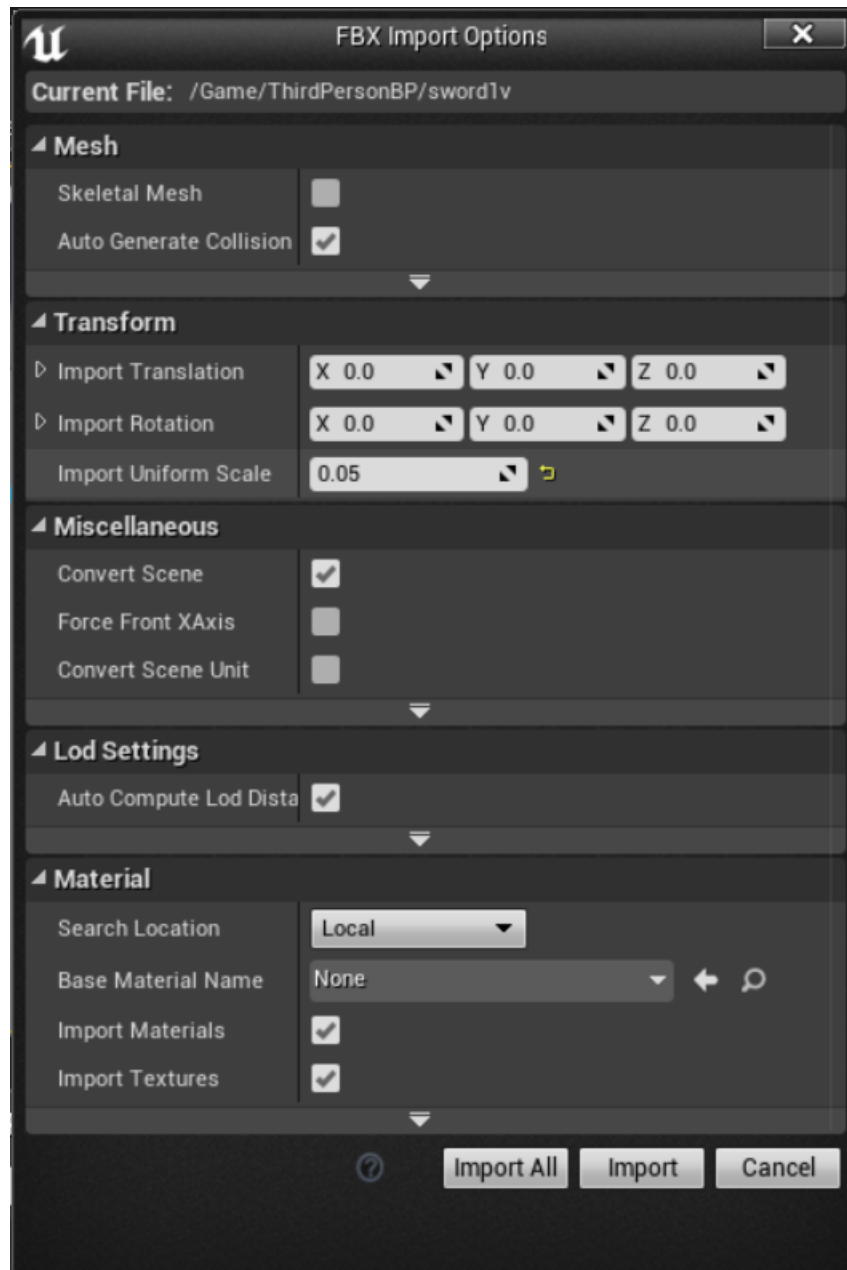 FBX Import Options
Current File: /Game/ThirdPersonBP/sword1v
Mesh
Skeletal Mesh
Auto Generate Collision
Transform
Import Translation X 0.0 Y 0.0 Z 0.0
Import Rotation X 0.0 Y 0.0 Z 0.0
Import Uniform Scale 0.05
Miscellaneous
Convert Scene
Force Front XAxis
Convert Scene Unit
Lod Settings
Auto Compute Lod Dista
Material
Search Location Local
Base Material Name None
Import Materials
Import Textures
Import All Import Cancel